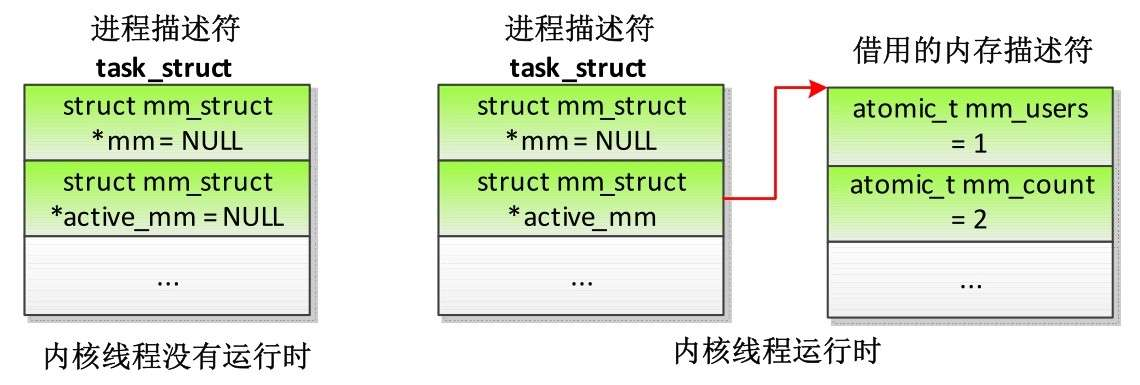 进程描述符
task_struct
struct mm_struct
*mm = NULL
struct mm_struct
*active_mm = NULL
...
内核线程没有运行时
进程描述符
task_struct
struct mm_struct
*mm = NULL
struct mm_struct
*active_mm
...
借用的内存描述符
atomic_t mm_users
= 1
atomic_t mm_count
= 2
...
内核线程运行时